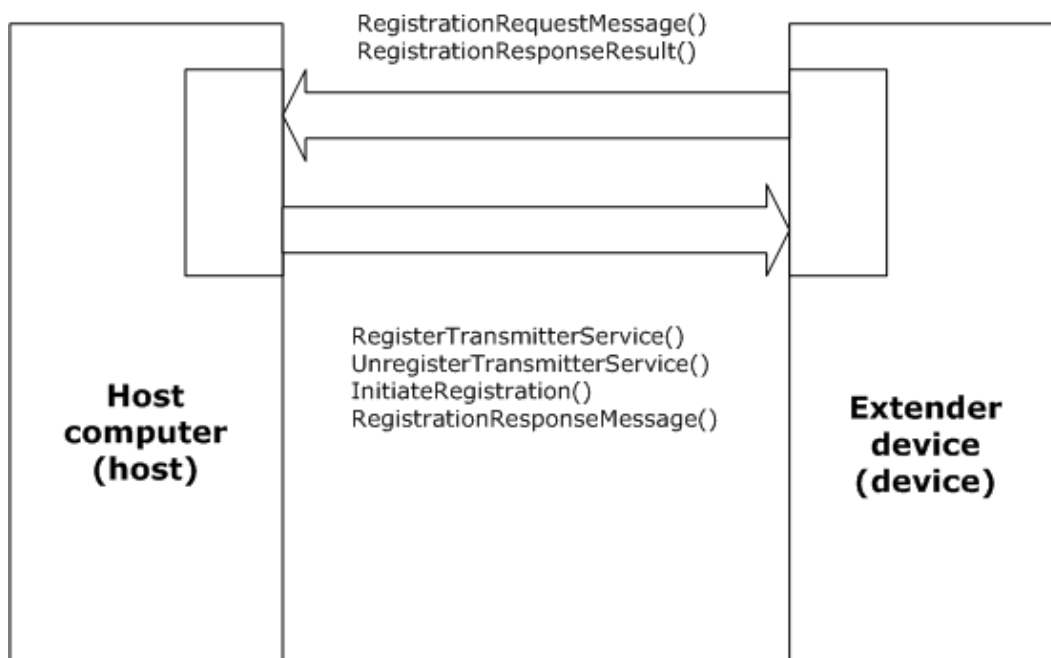 RegistrationRequestMessage()
RegistrationResponseResult()
RegisterTransmitterService()
UnregisterTransmitterService()
InitiateRegistration()
RegistrationResponseMessage()
Host
computer
(host)
Extender
device
(device)